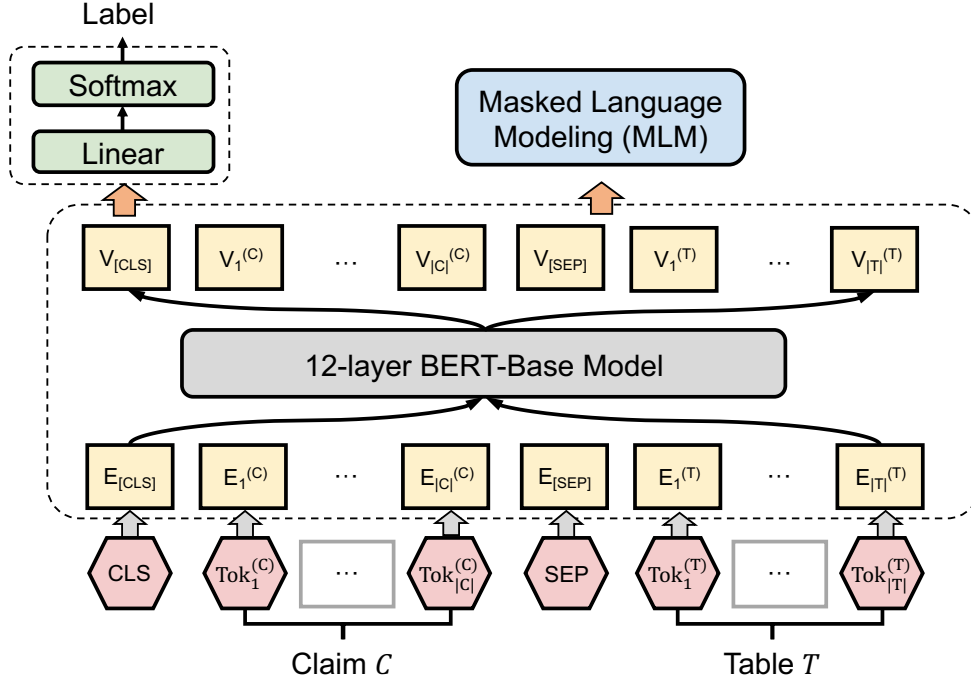 Label
Softmax
Linear
Masked Language
Modeling (MLM)
V[CLS] V1(C) ... V|C|(C) V[SEP] V1(T) ... V|T|(T)
12-layer BERT-Base Model
E[CLS] E1(C) ... E|C|(C) E[SEP] E1(T) ... E|T|(T)
CLS Tok1(C) ... Tok|C|(C) SEP Tok1(T) ... Tok|T|(T)
Claim C Table T